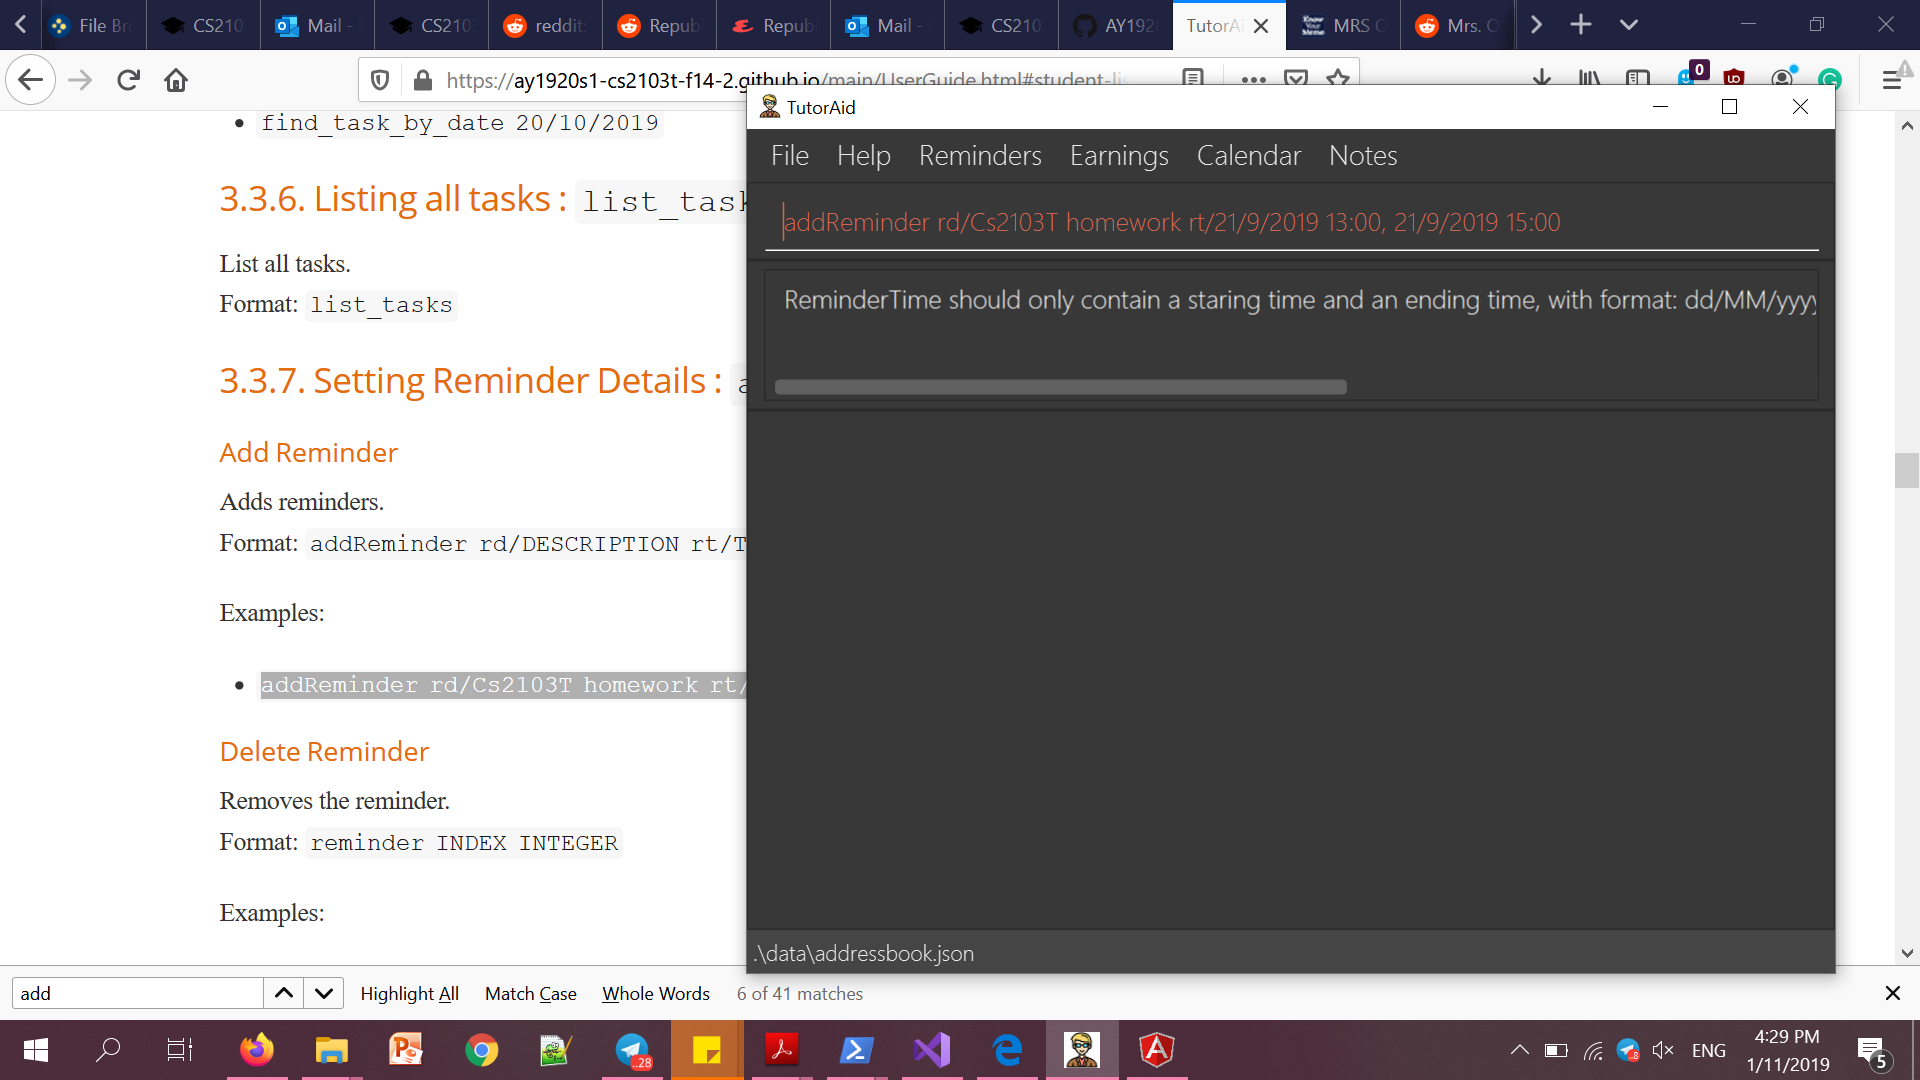 File Br
CS210
Mail -
CS210
reddit
Repub
Repub
Mail -
CS210
AY192
TutorAi
MRS O
Mrs. O
https://ay1920s1-cs2103t-f14-2.github.io/main/UserGuide.html#student-lis
0
find_task_by_date 20/10/2019
3.3.6. Listing all tasks : list_task
List all tasks.
Format: list_tasks
3.3.7. Setting Reminder Details : a
Add Reminder
Adds reminders.
Format: addReminder rd/DESCRIPTION rt/T
Examples:
addReminder rd/Cs2103T homework rt/
Delete Reminder
Removes the reminder.
Format: reminder INDEX INTEGER
Examples:
TutorAid
File Help Reminders Earnings Calendar Notes
addReminder rd/Cs2103T homework rt/21/9/2019 13:00, 21/9/2019 15:00
ReminderTime should only contain a staring time and an ending time, with format: dd/MM/yyyy
.\data\addressbook.json
add
Highlight All Match Case Whole Words 6 of 41 matches
ENG
4:29 PM
1/11/2019
5